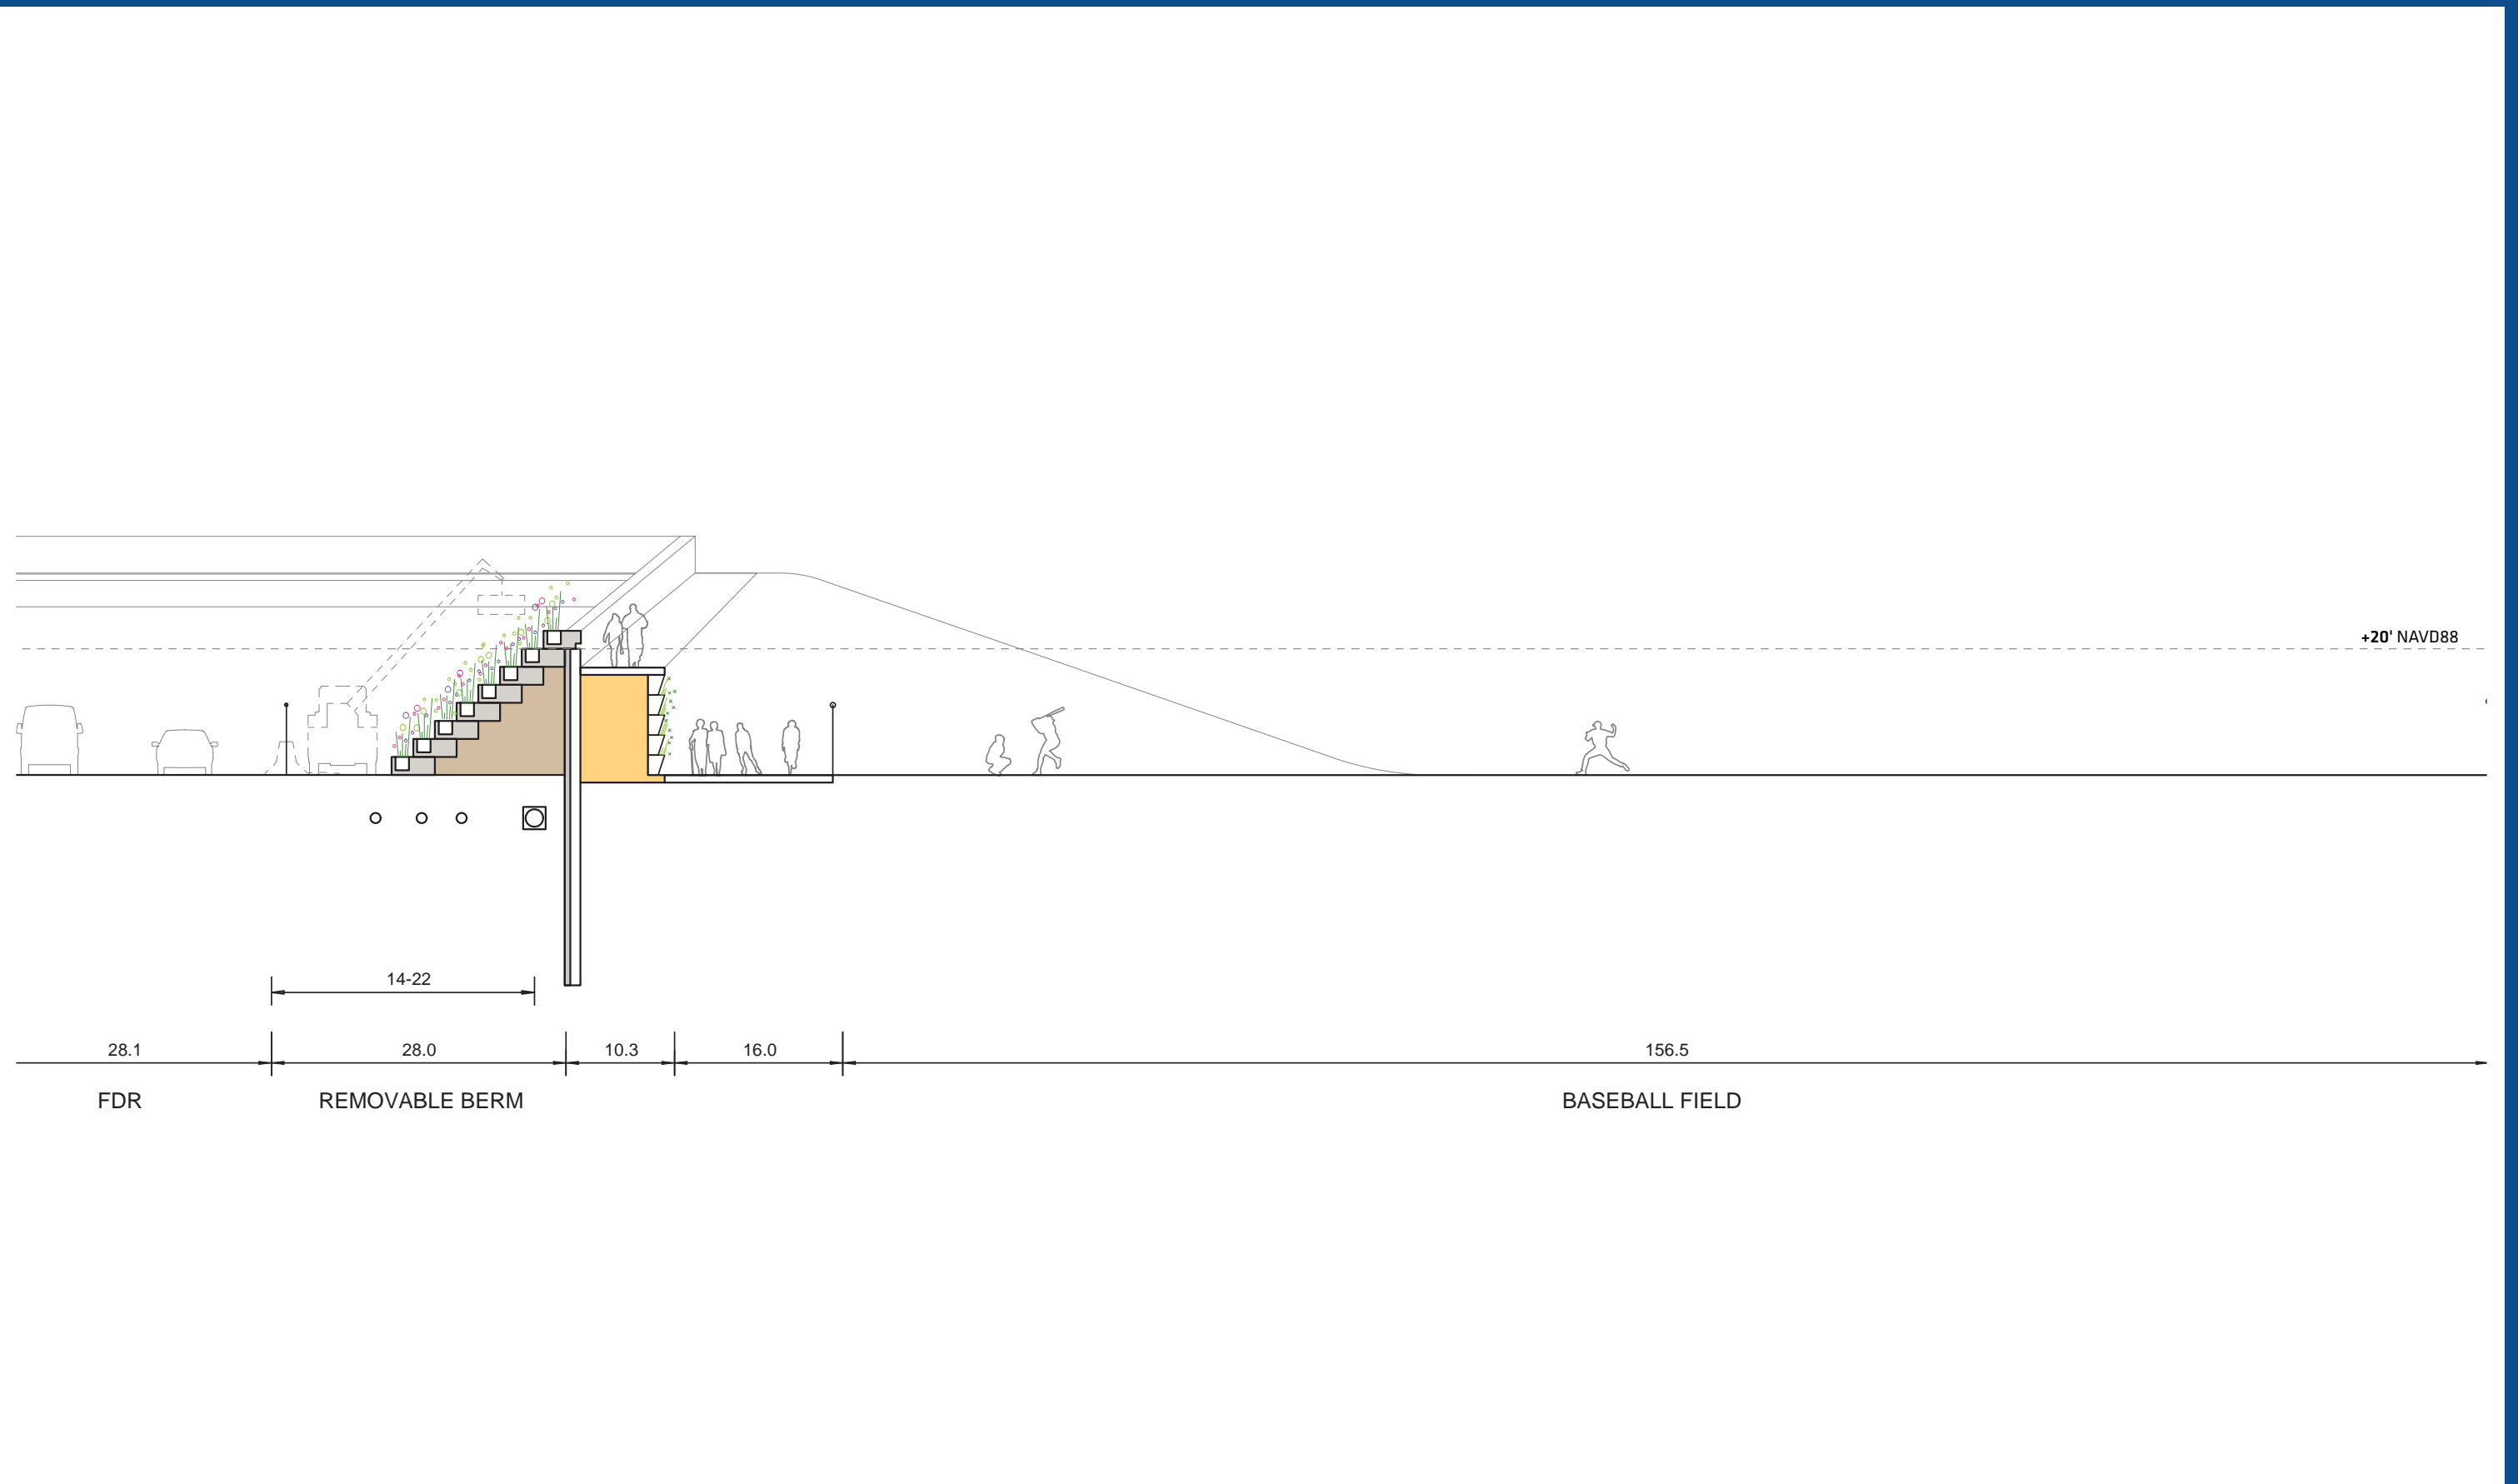 +20' NAVD88
14-22
28.1
28.0
10.3
16.0
156.5
FDR
REMOVABLE BERM
BASEBALL FIELD